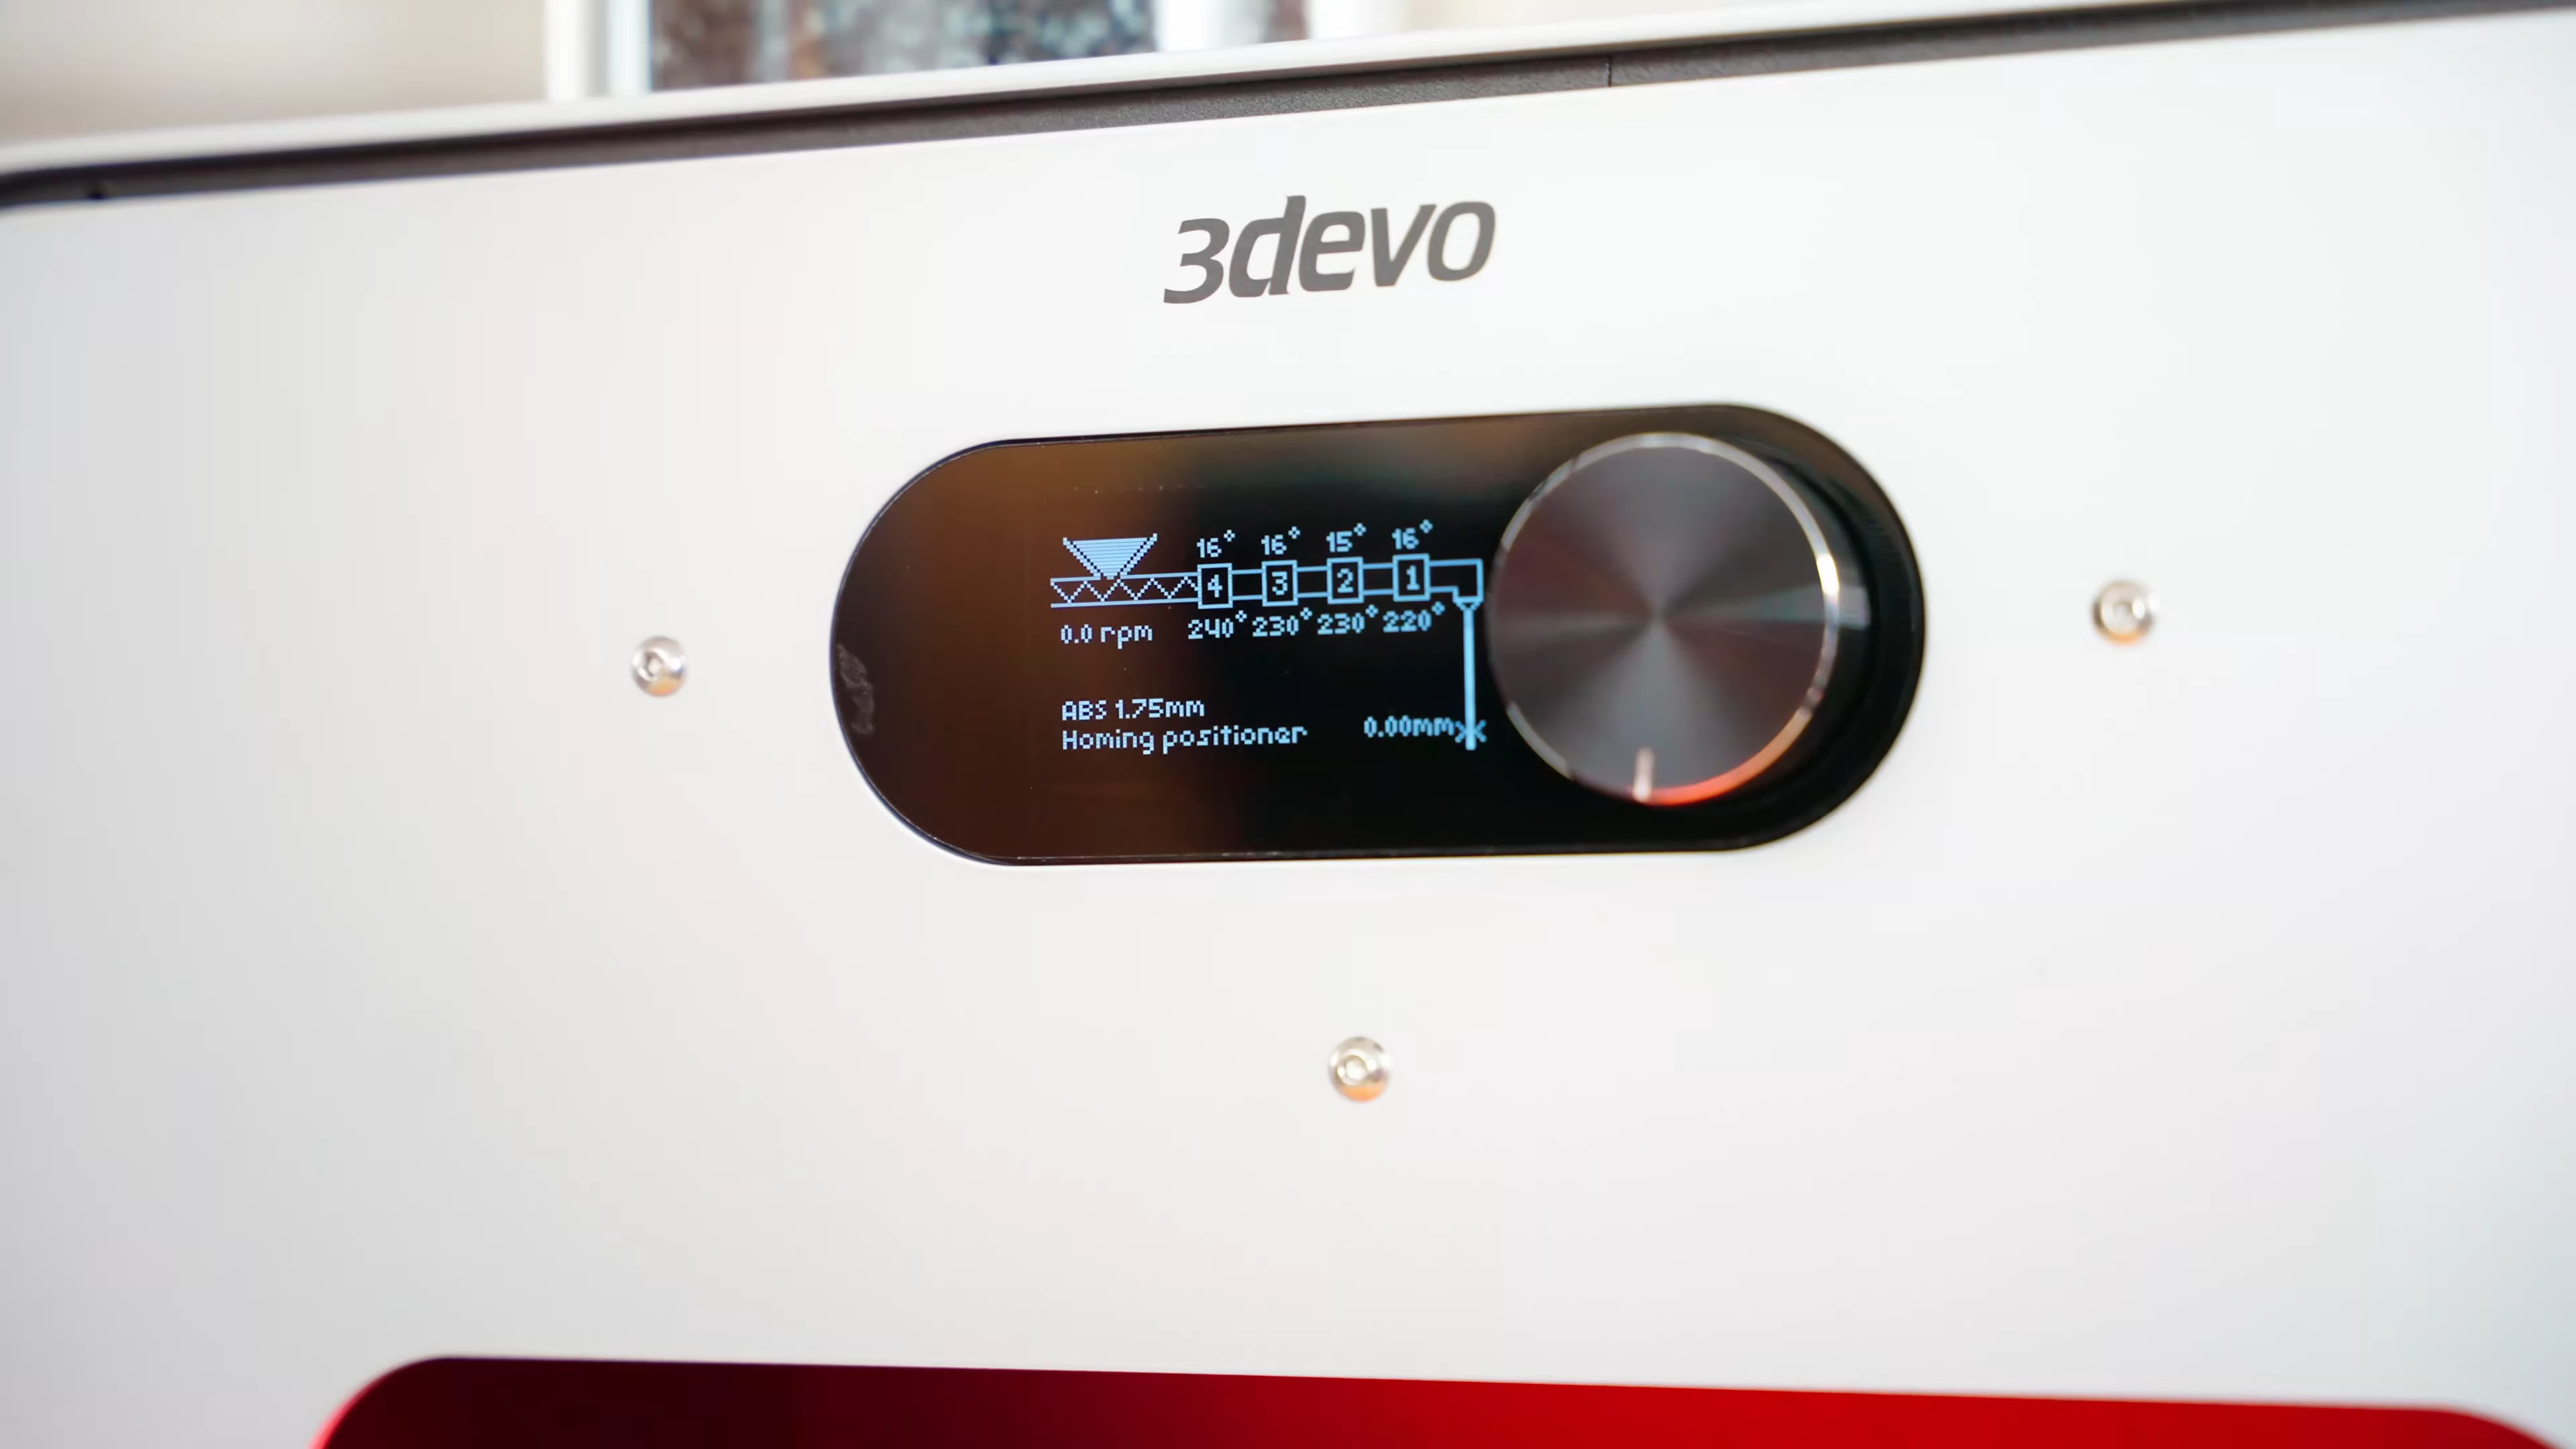 3devo
16° 16° 15° 16°
4 3 2 1
0.0 rpm 240° 230° 230° 220°
ABS 1.75mm
Homing positioner 0.00mm